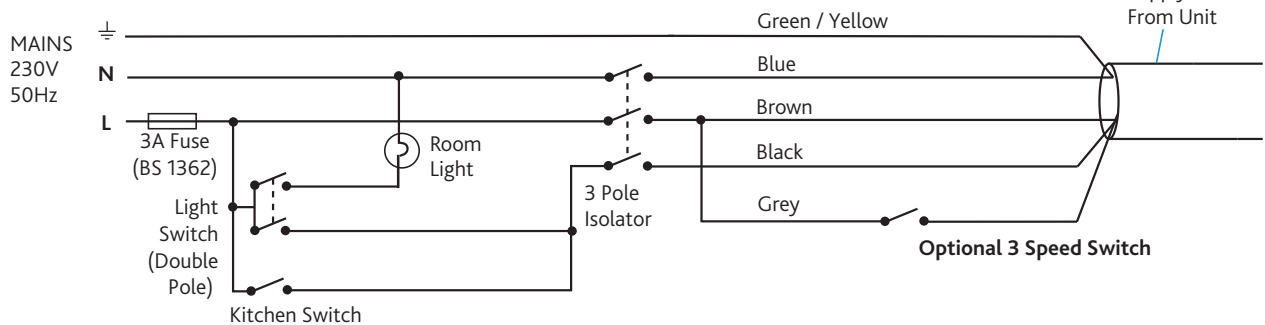 From Unit
Green / Yellow
MAINS
230V
50Hz
N
Blue
L
Brown
3A Fuse
(BS 1362)
Room
Light
Black
3 Pole
Isolator
Grey
Light
Switch
(Double
Pole)
Optional 3 Speed Switch
Kitchen Switch